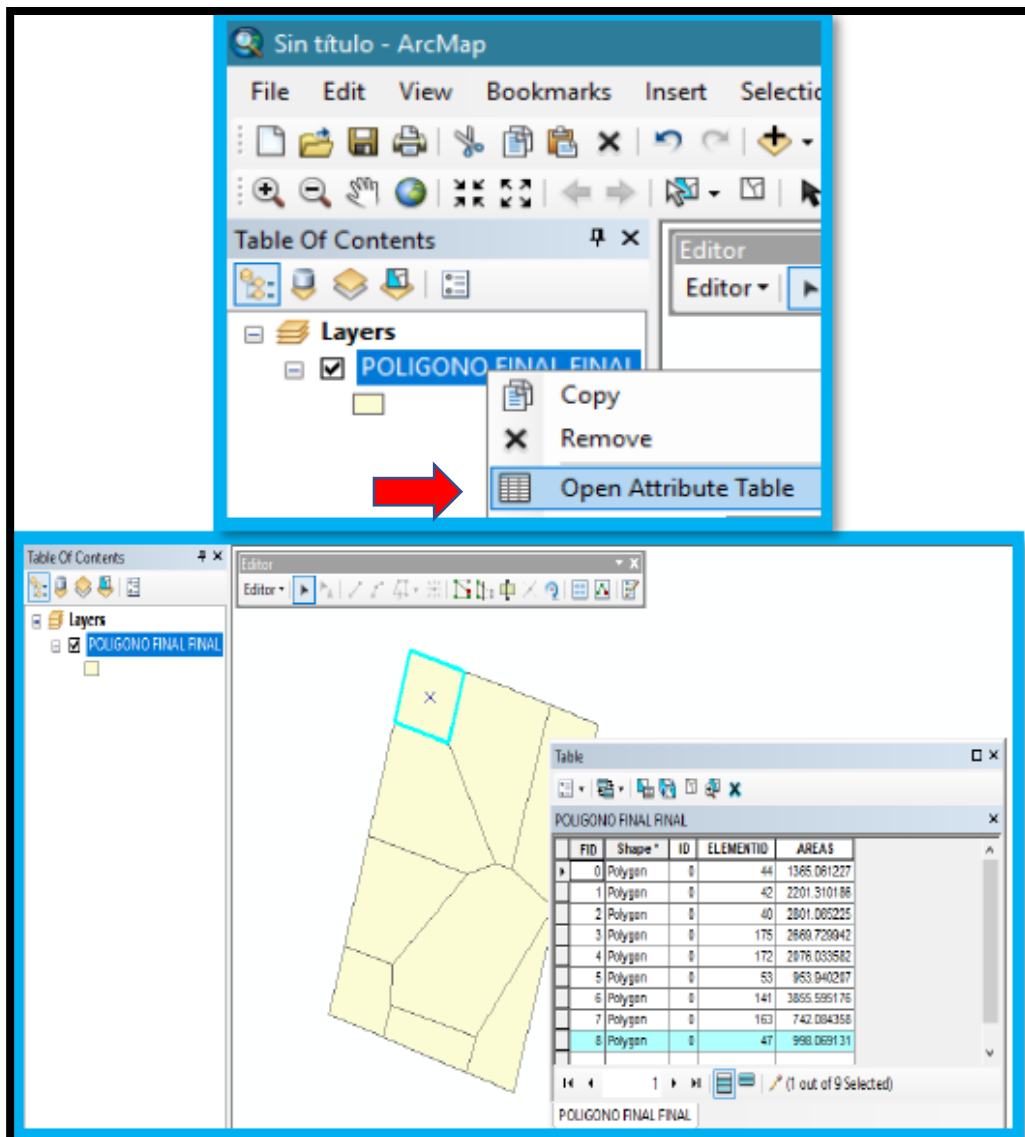 Sin título - ArcMap
File Edit View Bookmarks Insert Selectio
Table Of Contents
Editor
Editor
Layers
POLIGONO FINAL FINAL
Copy
Remove
Open Attribute Table
Table Of Contents
Layers
POLIGONO FINAL FINAL
Editor
Editor
Table
POLIGONO FINAL FINAL
FID Shape * ID ELEMENTID AREAS
0 Polygon 0 44 1365.061227
1 Polygon 0 42 2201.310186
2 Polygon 0 40 2801.065225
3 Polygon 0 175 2669.729942
4 Polygon 0 172 2076.033582
5 Polygon 0 53 953.940207
6 Polygon 0 141 3855.595176
7 Polygon 0 163 742.084358
8 Polygon 0 47 998.069131
1 (1 out of 9 Selected)
POLIGONO FINAL FINAL